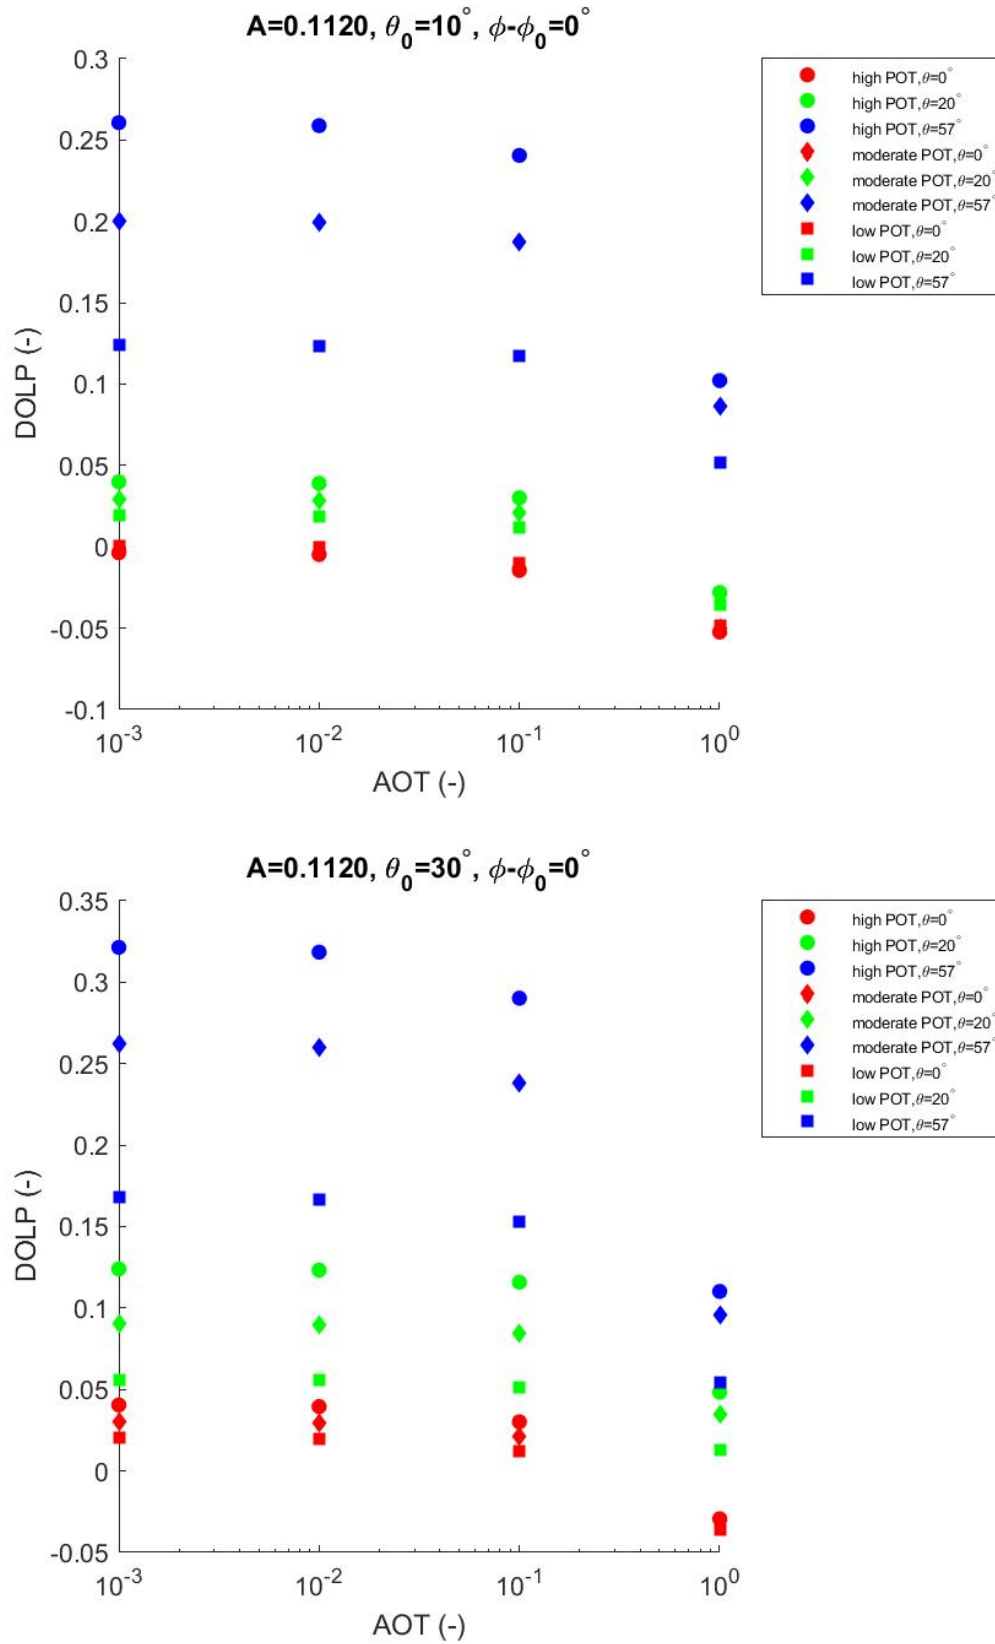 A=0.1120, θ0=10°, ϕ-ϕ0=0°
0.3
0.25
0.2
0.15
0.1
0.05
0
-0.05
-0.1
DOLP (-)
10-3
10-2
10-1
100
AOT (-)
high POT,θ=0°
high POT,θ=20°
high POT,θ=57°
moderate POT,θ=0°
moderate POT,θ=20°
moderate POT,θ=57°
low POT,θ=0°
low POT,θ=20°
low POT,θ=57°
A=0.1120, θ0=30°, ϕ-ϕ0=0°
0.35
0.3
0.25
0.2
0.15
0.1
0.05
0
-0.05
DOLP (-)
10-3
10-2
10-1
100
AOT (-)
high POT,θ=0°
high POT,θ=20°
high POT,θ=57°
moderate POT,θ=0°
moderate POT,θ=20°
moderate POT,θ=57°
low POT,θ=0°
low POT,θ=20°
low POT,θ=57°